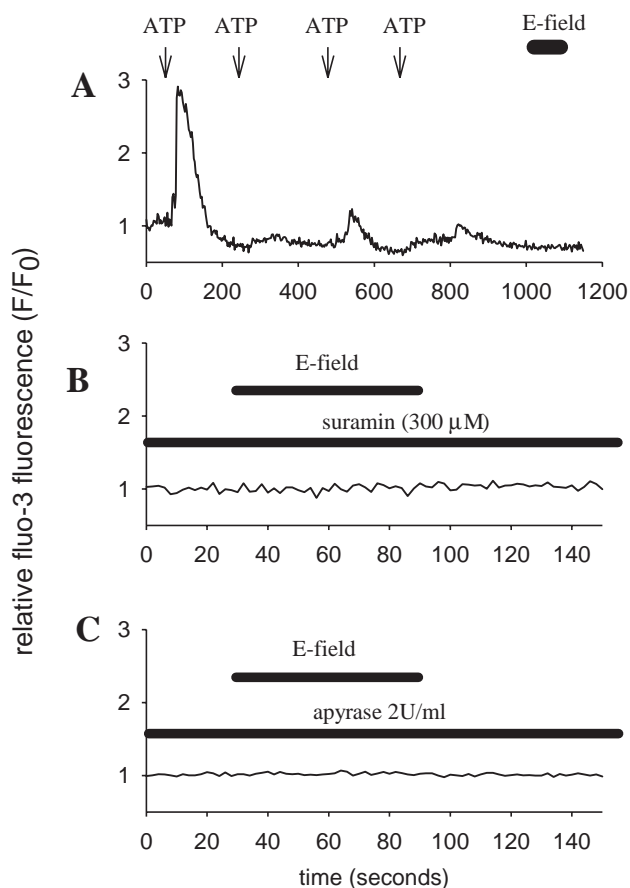 ATP ATP ATP ATP E-field
A
3
2
1
0 200 400 600 800 1000 1200
relative fluo-3 fluorescence (F/F0)
B
3
E-field
2
suramin (300 μM)
1
0 20 40 60 80 100 120 140
C
3
E-field
2
apyrase 2U/ml
1
0 20 40 60 80 100 120 140
time (seconds)